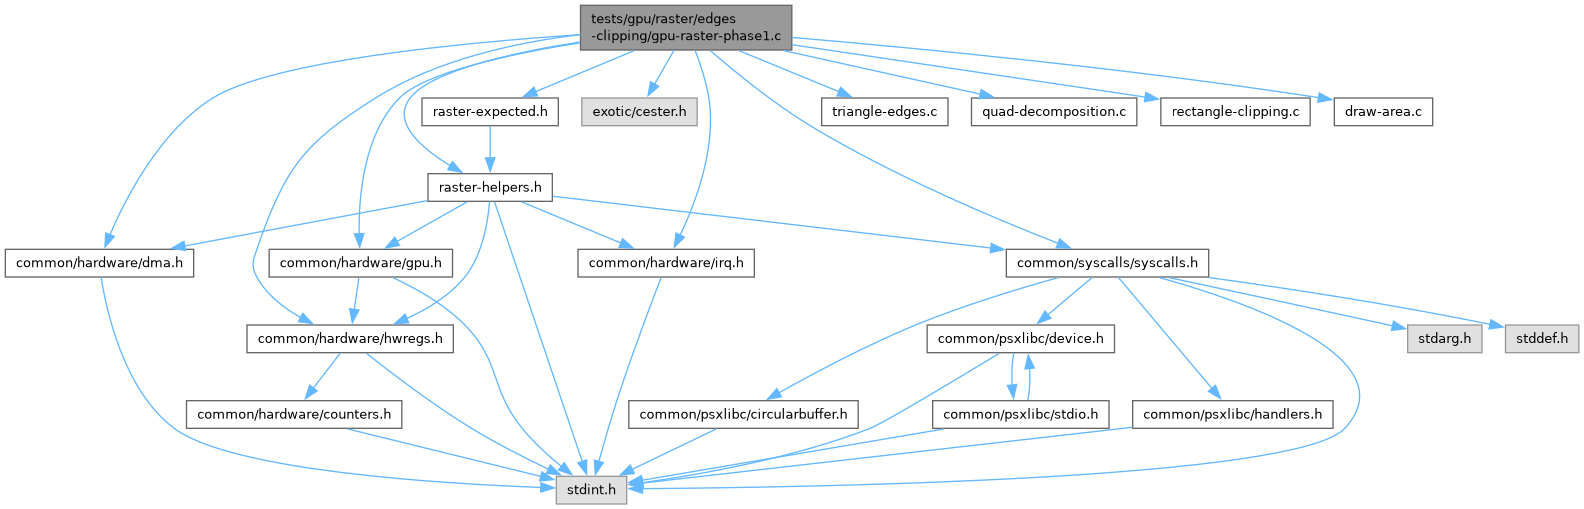 tests/gpu/raster/edges
-clipping/gpu-raster-phase1.c
raster-expected.h
exotic/cester.h
triangle-edges.c
quad-decomposition.c
rectangle-clipping.c
draw-area.c
raster-helpers.h
common/hardware/dma.h
common/hardware/gpu.h
common/hardware/irq.h
common/syscalls/syscalls.h
common/hardware/hwregs.h
common/psxlibc/device.h
stdarg.h
stddef.h
common/hardware/counters.h
common/psxlibc/circularbuffer.h
common/psxlibc/stdio.h
common/psxlibc/handlers.h
stdint.h